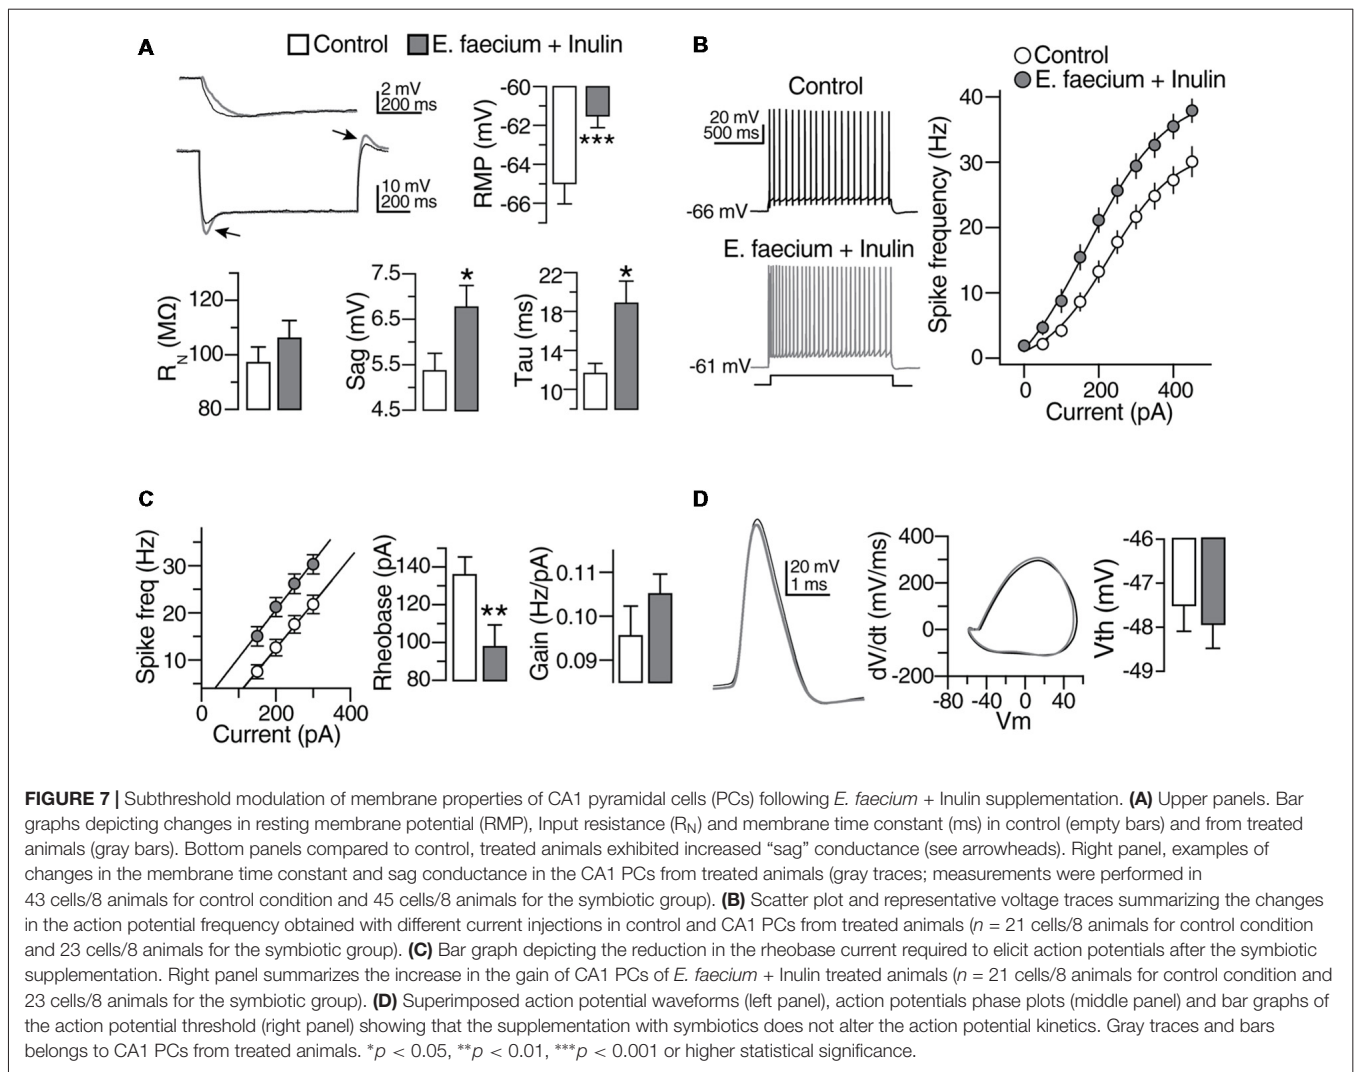 A
Control
E. faecium + Inulin
2 mV
200 ms
10 mV
200 ms
RMP (mV)
-60
-62
-64
-66
***
R_N (MΩ)
120
100
80
Sag (mV)
7.5
6.5
5.5
4.5
*
Tau (ms)
22
18
14
10
*
B
Control
20 mV
500 ms
-66 mV
E. faecium + Inulin
-61 mV
Control
E. faecium + Inulin
Spike frequency (Hz)
40
30
20
10
0
0 200 400
Current (pA)
C
Spike freq (Hz)
30
20
10
0 200 400
Current (pA)
Rheobase (pA)
140
120
100
80
**
Gain (Hz/pA)
0.11
0.10
0.09
D
20 mV
1 ms
dV/dt (mV/ms)
400
200
0
-200
-80 -40 0 40
Vm
Vth (mV)
-46
-47
-48
-49
FIGURE 7 | Subthreshold modulation of membrane properties of CA1 pyramidal cells (PCs) following E. faecium + Inulin supplementation. (A) Upper panels. Bar
graphs depicting changes in resting membrane potential (RMP), Input resistance (R_N) and membrane time constant (ms) in control (empty bars) and from treated
animals (gray bars). Bottom panels compared to control, treated animals exhibited increased “sag” conductance (see arrowheads). Right panel, examples of
changes in the membrane time constant and sag conductance in the CA1 PCs from treated animals (gray traces; measurements were performed in
43 cells/8 animals for control condition and 45 cells/8 animals for the symbiotic group). (B) Scatter plot and representative voltage traces summarizing the changes
in the action potential frequency obtained with different current injections in control and CA1 PCs from treated animals (n = 21 cells/8 animals for control condition
and 23 cells/8 animals for the symbiotic group). (C) Bar graph depicting the reduction in the rheobase current required to elicit action potentials after the symbiotic
supplementation. Right panel summarizes the increase in the gain of CA1 PCs of E. faecium + Inulin treated animals (n = 21 cells/8 animals for control condition and
23 cells/8 animals for the symbiotic group). (D) Superimposed action potential waveforms (left panel), action potentials phase plots (middle panel) and bar graphs of
the action potential threshold (right panel) showing that the supplementation with symbiotics does not alter the action potential kinetics. Gray traces and bars
belongs to CA1 PCs from treated animals. *p < 0.05, **p < 0.01, ***p < 0.001 or higher statistical significance.